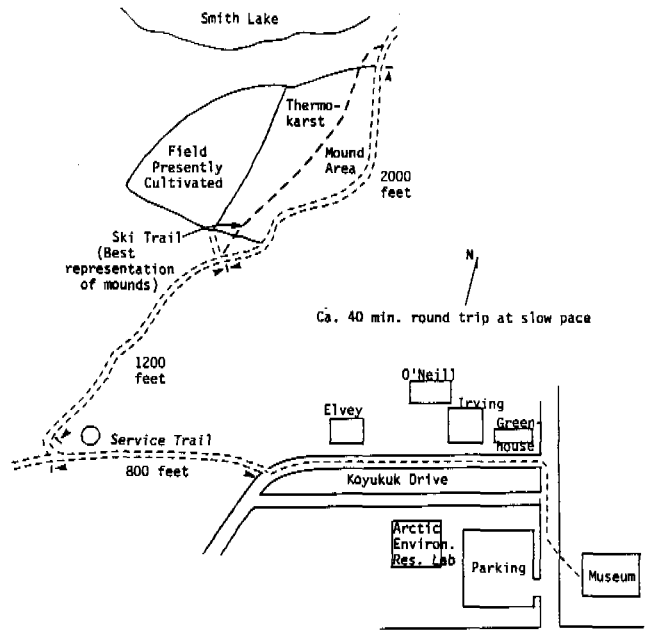 Smith Lake
Thermo-
karst
Field
Presently
Cultivated
Mound
Area
2000
feet
Ski Trail
(Best
representation
of mounds)
N
Ca. 40 min. round trip at slow pace
1200
feet
O'Neill
Elvey
Irving
Green
house
Service Trail
800 feet
Koyukuk Drive
Arctic
Environ.
Res. Lab
Parking
Museum